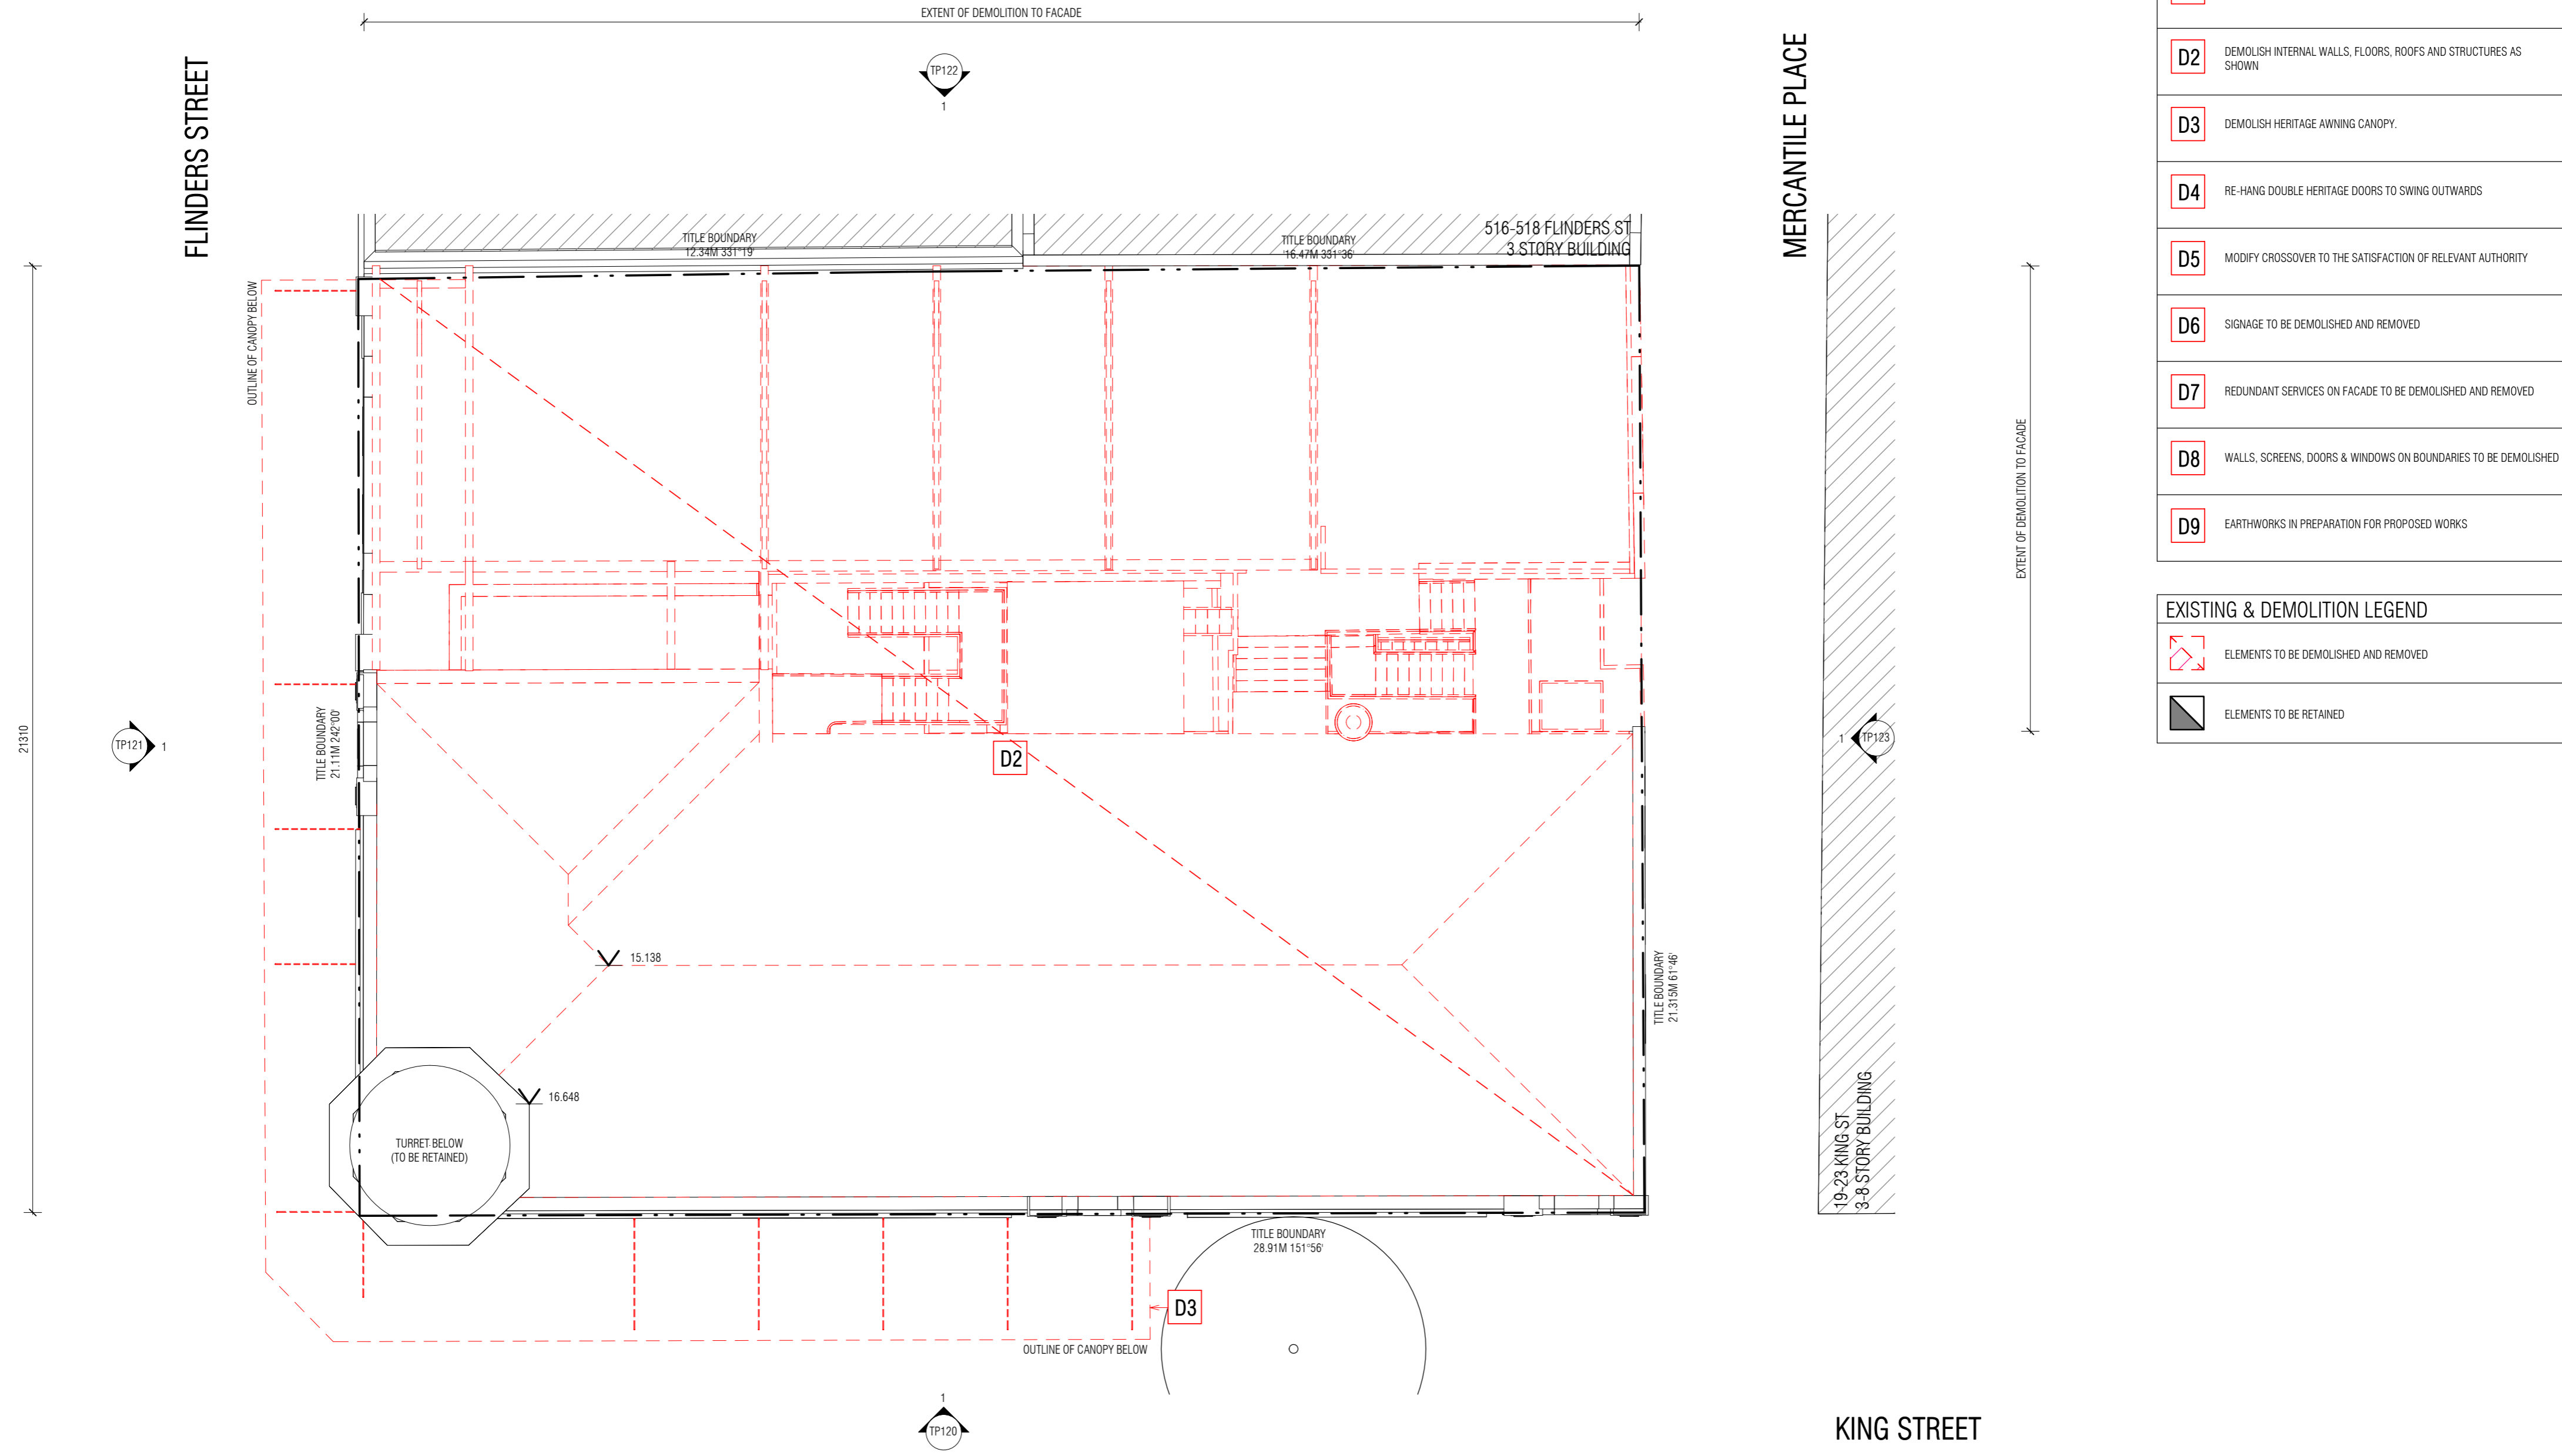 EXTENT OF DEMOLITION TO FACADE
FLINDERS STREET
TP122
1
MERCANTILE PLACE
TITLE BOUNDARY
12.34M 331°19'
TITLE BOUNDARY
16.47M 331°36'
516-518 FLINDERS ST
3 STORY BUILDING
OUTLINE OF CANOPY BELOW
21310
TP121
1
TITLE BOUNDARY
21.11M 242°00'
D2
15.138
16.648
TURRET BELOW
(TO BE RETAINED)
TITLE BOUNDARY
21.315M 61°46'
EXTENT OF DEMOLITION TO FACADE
1
TP123
19-23 KING ST
3-8 STORY BUILDING
TITLE BOUNDARY
28.91M 151°56'
D3
OUTLINE OF CANOPY BELOW
1
TP120
KING STREET
D2
DEMOLISH INTERNAL WALLS, FLOORS, ROOFS AND STRUCTURES AS
SHOWN
D3
DEMOLISH HERITAGE AWNING CANOPY.
D4
RE-HANG DOUBLE HERITAGE DOORS TO SWING OUTWARDS
D5
MODIFY CROSSOVER TO THE SATISFACTION OF RELEVANT AUTHORITY
D6
SIGNAGE TO BE DEMOLISHED AND REMOVED
D7
REDUNDANT SERVICES ON FACADE TO BE DEMOLISHED AND REMOVED
D8
WALLS, SCREENS, DOORS & WINDOWS ON BOUNDARIES TO BE DEMOLISHED
D9
EARTHWORKS IN PREPARATION FOR PROPOSED WORKS
EXISTING & DEMOLITION LEGEND
ELEMENTS TO BE DEMOLISHED AND REMOVED
ELEMENTS TO BE RETAINED